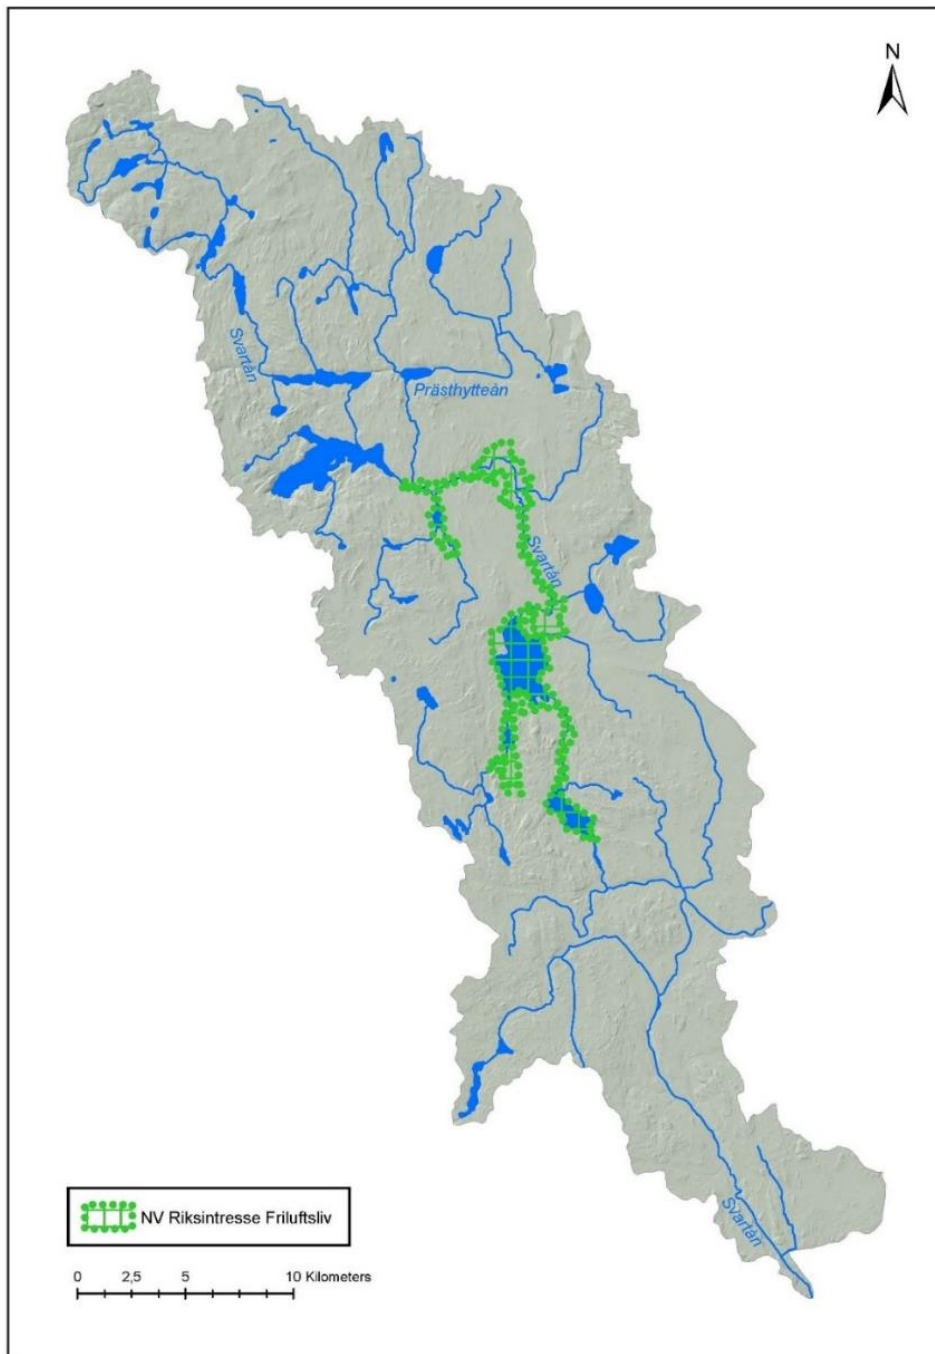 N
Svartån
Prästhytteån
Svartån
Svartån
NV Riksintresse Friluftsliv
0 2,5 5 10 Kilometers